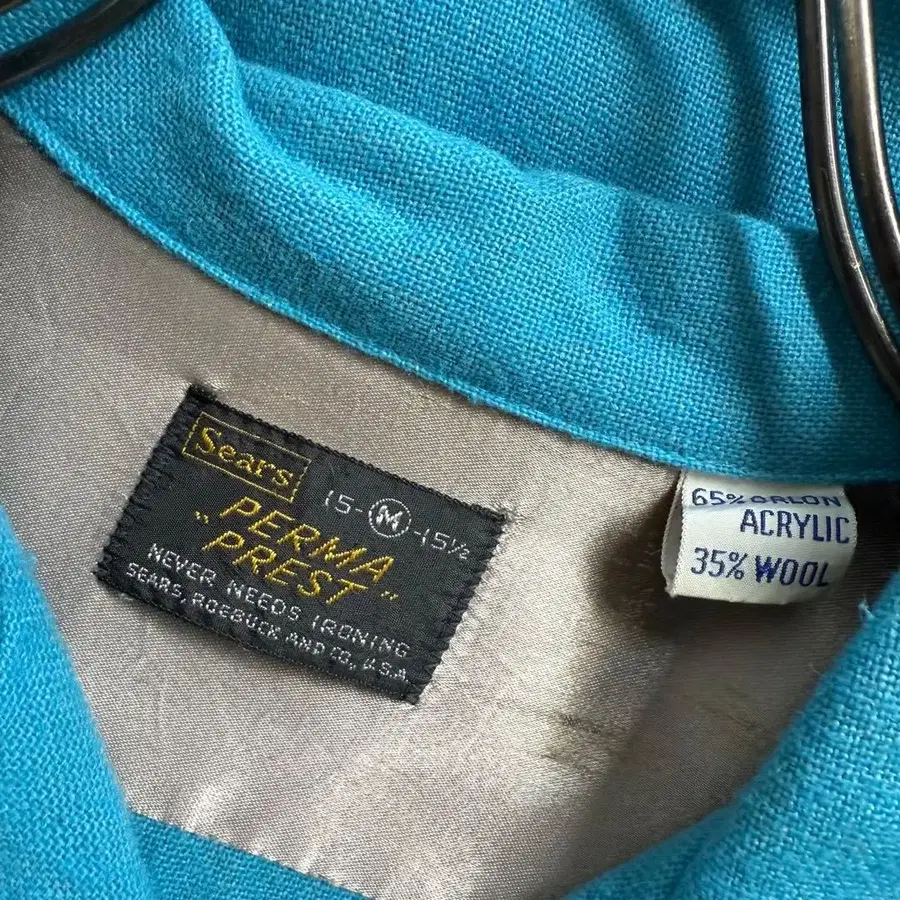 Sears
15-M-15½
"PERMA
PREST"
NEVER NEEDS IRONING
SEARS, ROEBUCK AND CO., U.S.A.
65% ORLON
ACRYLIC
35% WOOL